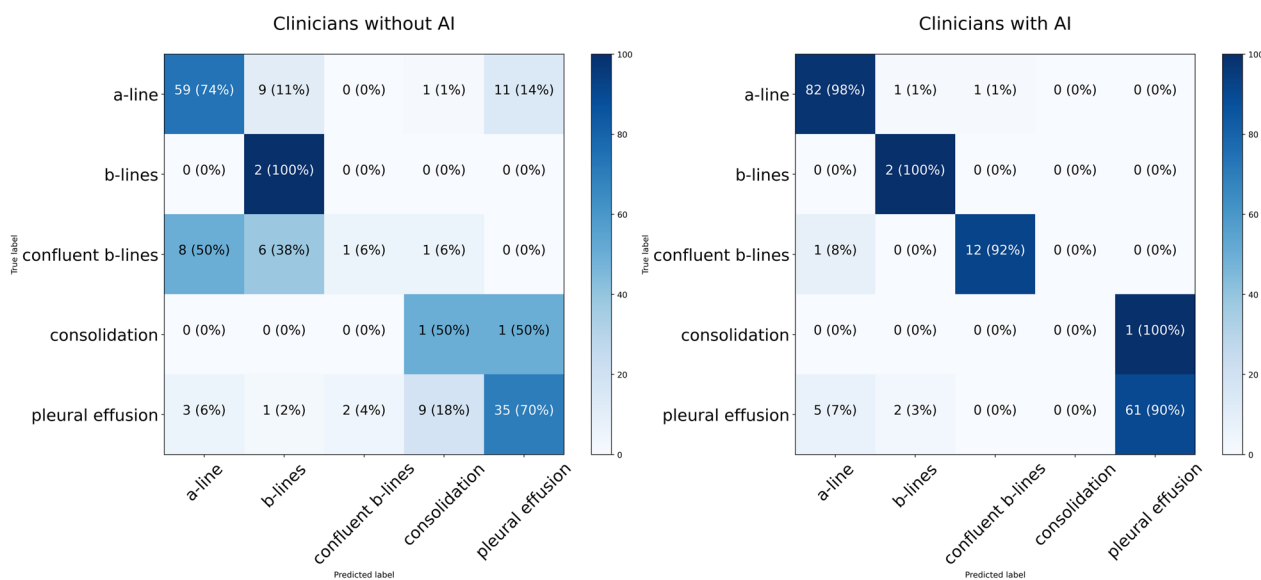 Clinicians without AI
a-line 59 (74%) 9 (11%) 0 (0%) 1 (1%) 11 (14%)
b-lines 0 (0%) 2 (100%) 0 (0%) 0 (0%) 0 (0%)
confluent b-lines 8 (50%) 6 (38%) 1 (6%) 1 (6%) 0 (0%)
consolidation 0 (0%) 0 (0%) 0 (0%) 1 (50%) 1 (50%)
pleural effusion 3 (6%) 1 (2%) 2 (4%) 9 (18%) 35 (70%)
True label
a-line b-lines confluent b-lines consolidation pleural effusion
Predicted label
100
80
60
40
20
0
Clinicians with AI
a-line 82 (98%) 1 (1%) 1 (1%) 0 (0%) 0 (0%)
b-lines 0 (0%) 2 (100%) 0 (0%) 0 (0%) 0 (0%)
confluent b-lines 1 (8%) 0 (0%) 12 (92%) 0 (0%) 0 (0%)
consolidation 0 (0%) 0 (0%) 0 (0%) 0 (0%) 1 (100%)
pleural effusion 5 (7%) 2 (3%) 0 (0%) 0 (0%) 61 (90%)
True label
a-line b-lines confluent b-lines consolidation pleural effusion
Predicted label
100
80
60
40
20
0